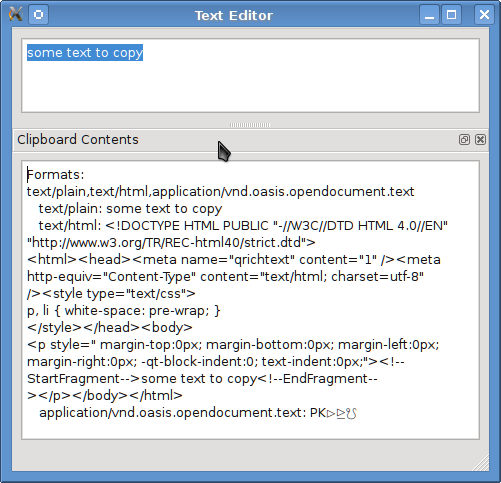 Text Editor
some text to copy
Clipboard Contents
Formats:
text/plain,text/html,application/vnd.oasis.opendocument.text
text/plain: some text to copy
text/html: <!DOCTYPE HTML PUBLIC "-//W3C//DTD HTML 4.0//EN"
"http://www.w3.org/TR/REC-html40/strict.dtd">
<html><head><meta name="qrichtext" content="1" /><meta
http-equiv="Content-Type" content="text/html; charset=utf-8"
/><style type="text/css">
p, li { white-space: pre-wrap; }
</style></head><body>
<p style=" margin-top:0px; margin-bottom:0px; margin-left:0px;
margin-right:0px; -qt-block-indent:0; text-indent:0px;"><!--
StartFragment-->some text to copy<!--EndFragment--
></p></body></html>
application/vnd.oasis.opendocument.text: PK